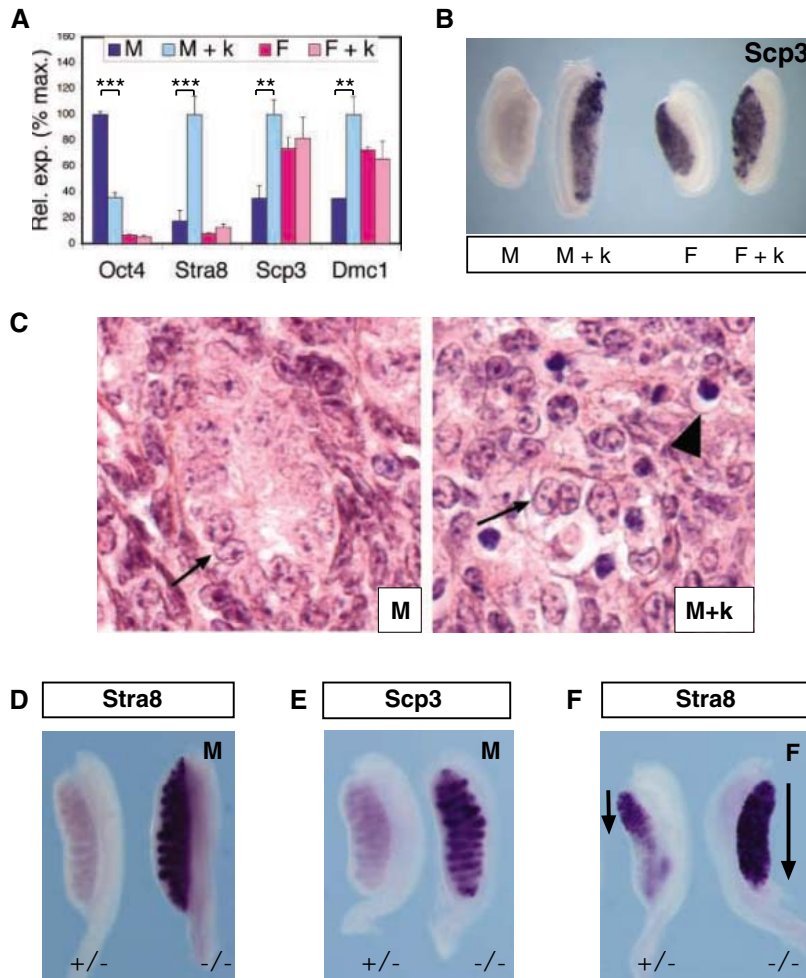 A
M M + k F F + k
Rel. exp. (% max.)
160
140
120
100
80
60
40
20
0
*** *** ** **
Oct4 Stra8 Scp3 Dmc1
B
Scp3
M M + k F F + k
C
M
M+k
D
Stra8
M
+/- -/-
E
Scp3
M
+/- -/-
F
Stra8
F
+/- -/-